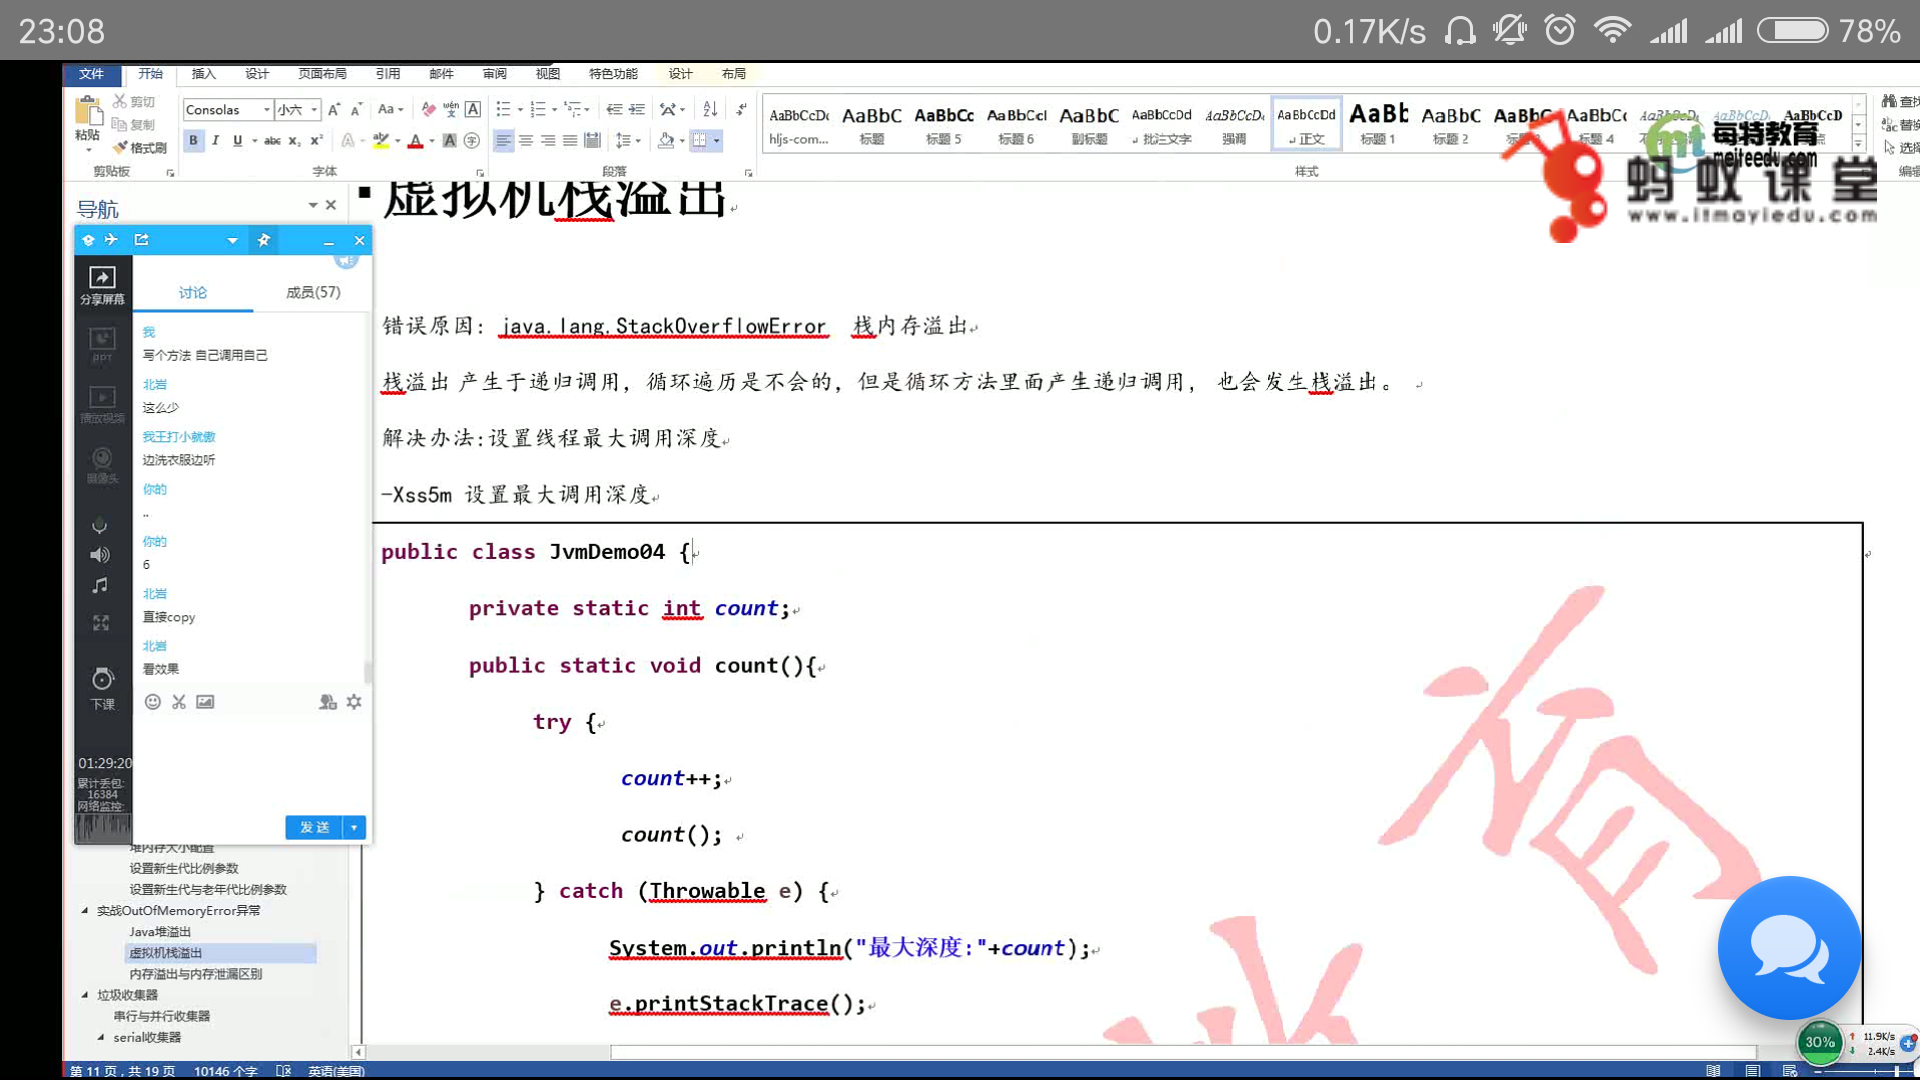 23:08
0.17K/s
78%
文件 开始 插入 设计 页面布局 引用 邮件 审阅 视图 特色功能 设计 布局
粘贴
剪切
复制
格式刷
剪贴板
Consolas 小六
字体
段落
AaBbCcDc hljs-com...
AaBbC 标题
AaBbCc 标题 5
AaBbCcI 标题 6
AaBbC 副标题
AaBbCcDd 批注文字
AaBbCcDd 强调
AaBbCcDd 正文
AaBb 标题 1
AaBbC 标题 2
样式
查找
替换
选择
编辑
每特教育
meiteedu.com
蚂蚁课堂
www.itmayiedu.com
导航
分享屏幕
PPT
播放视频
摄像头
下课
01:29:20
累计丢包:
16384
网络监控:
讨论 成员(57)
我
写个方法 自己调用自己
北岩
这么少
我王打小就傲
边洗衣服边听
你的
..
你的
6
北岩
直接copy
北岩
看效果
发送
堆内存大小配置
设置新生代比例参数
设置新生代与老年代比例参数
实战OutOfMemoryError异常
Java堆溢出
虚拟机栈溢出
内存溢出与内存泄漏区别
垃圾收集器
串行与并行收集器
serial收集器
虚拟机栈溢出
错误原因: java.lang.StackOverflowError 栈内存溢出
栈溢出 产生于递归调用，循环遍历是不会的，但是循环方法里面产生递归调用， 也会发生栈溢出。
解决办法:设置线程最大调用深度
-Xss5m 设置最大调用深度
public class JvmDemo04 {
private static int count;
public static void count(){
try {
count++;
count();
} catch (Throwable e) {
System.out.println("最大深度:"+count);
e.printStackTrace();
30%
11.9K/s
2.4K/s
第 11 页，共 19 页 10146 个字 英语(美国)